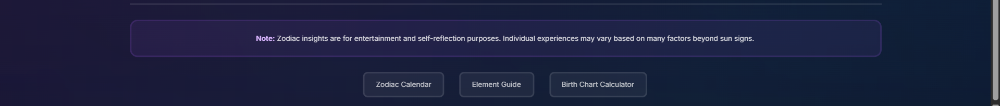 Note: Zodiac insights are for entertainment and self-reflection purposes. Individual experiences may vary based on many factors beyond sun signs.
Zodiac Calendar
Element Guide
Birth Chart Calculator